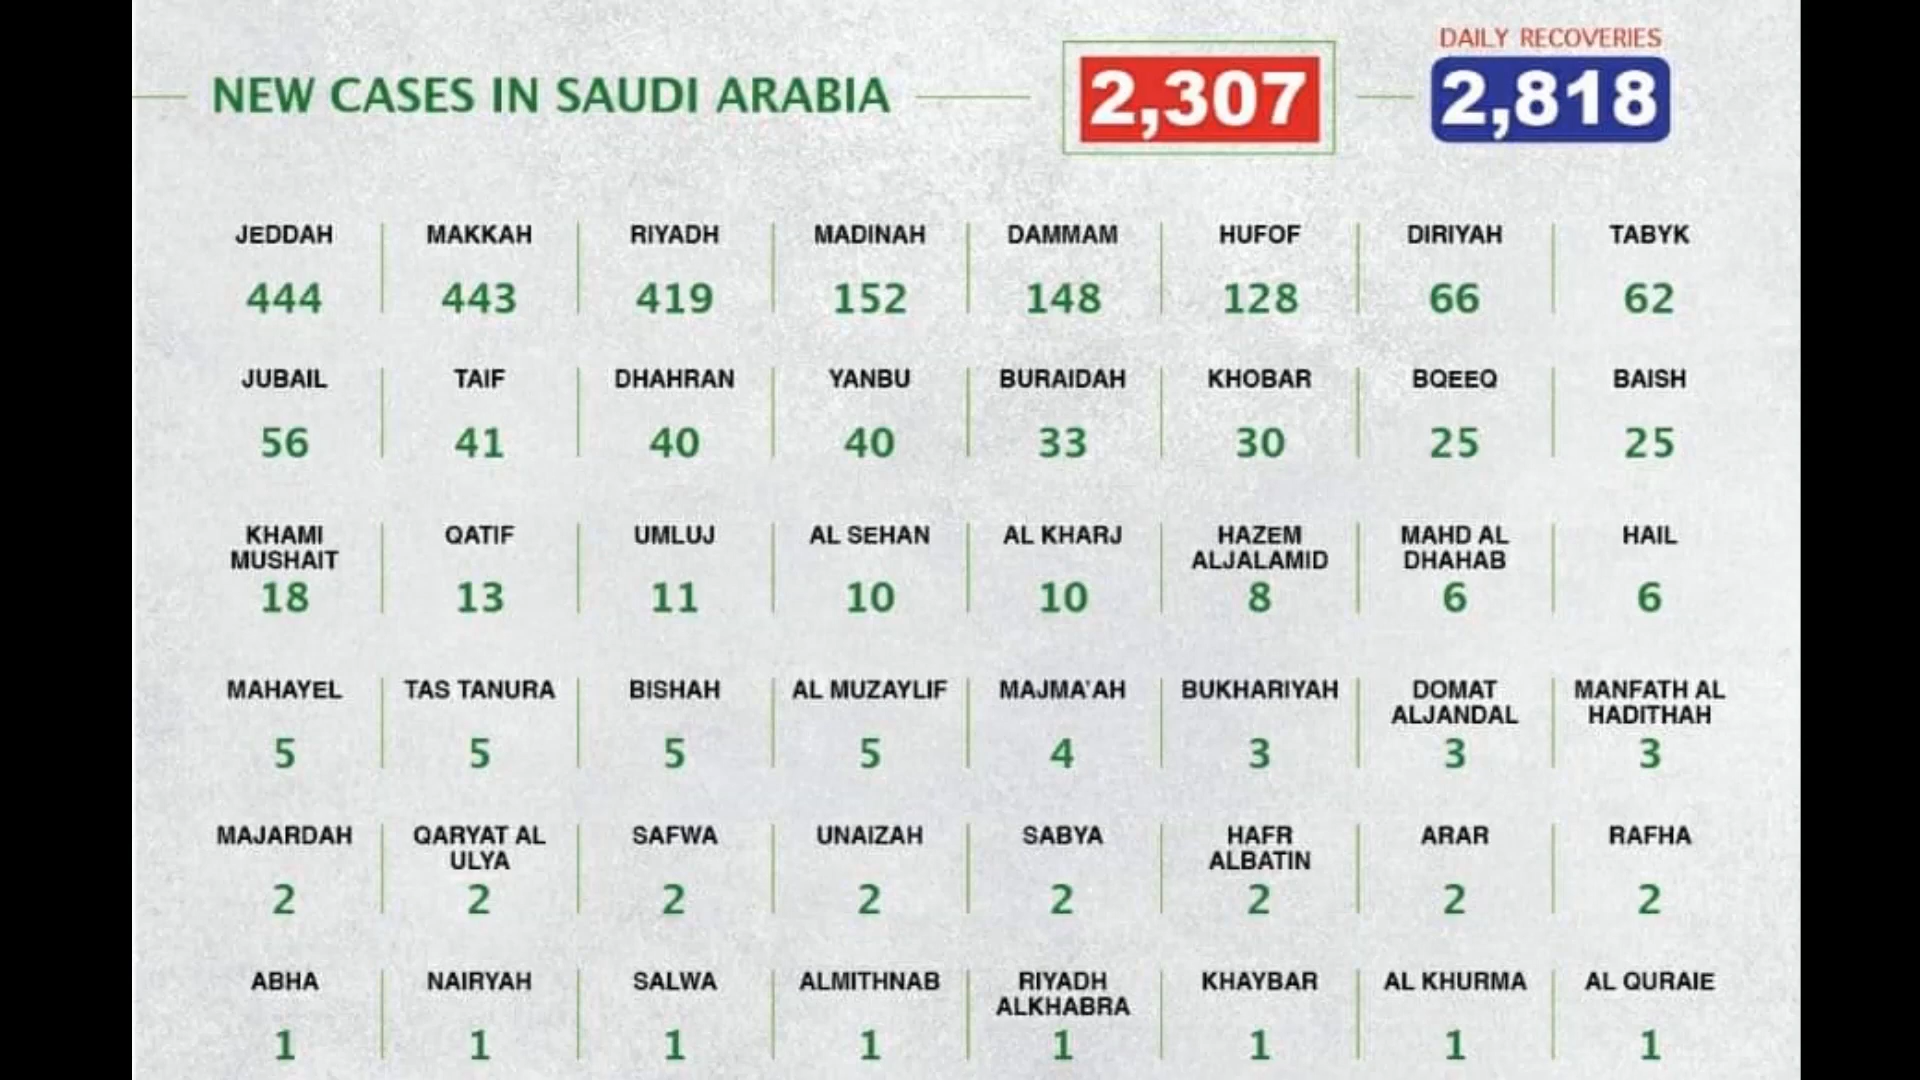 DAILY RECOVERIES
NEW CASES IN SAUDI ARABIA 2,307 2,818
JEDDAH MAKKAH RIYADH MADINAH DAMMAM HUFOF DIRIYAH TABYK
444 443 419 152 148 128 66 62
JUBAIL TAIF DHAHRAN YANBU BURAIDAH KHOBAR BQEEQ BAISH
56 41 40 40 33 30 25 25
KHAMI QATIF UMLUJ AL SEHAN AL KHARJ HAZEM MAHD AL HAIL
MUSHAIT ALJALAMID DHAHAB
18 13 11 10 10 8 6 6
MAHAYEL TAS TANURA BISHAH AL MUZAYLIF MAJMA'AH BUKHARIYAH DOMAT MANFATH AL
ALJANDAL HADITHAH
5 5 5 5 4 3 3 3
MAJARDAH QARYAT AL SAFWA UNAIZAH SABYA HAFR ARAR RAFHA
ULYA ALBATIN
2 2 2 2 2 2 2 2
ABHA NAIRYAH SALWA ALMITHNAB RIYADH KHAYBAR AL KHURMA AL QURAIE
ALKHABRA
1 1 1 1 1 1 1 1